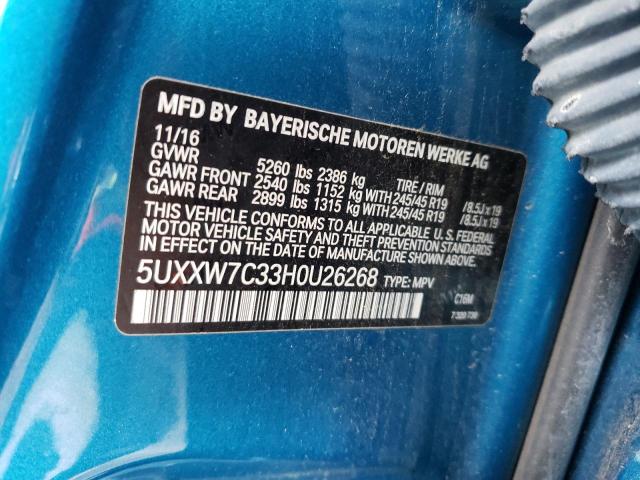 MFD BY BAYERISCHE MOTOREN WERKE AG
11/16
GVWR 5260 lbs 2386 kg TIRE / RIM
GAWR FRONT 2540 lbs 1152 kg WITH 245/45 R19 / 8.5J x 19
GAWR REAR 2899 lbs 1315 kg WITH 245/45 R19 / 8.5J x 19
THIS VEHICLE CONFORMS TO ALL APPLICABLE U.S. FEDERAL
MOTOR VEHICLE SAFETY AND THEFT PREVENTION STANDARDS
IN EFFECT ON THE DATE OF MANUFACTURE SHOWN ABOVE.
5UXXW7C33H0U26268 TYPE: MPV
C16M